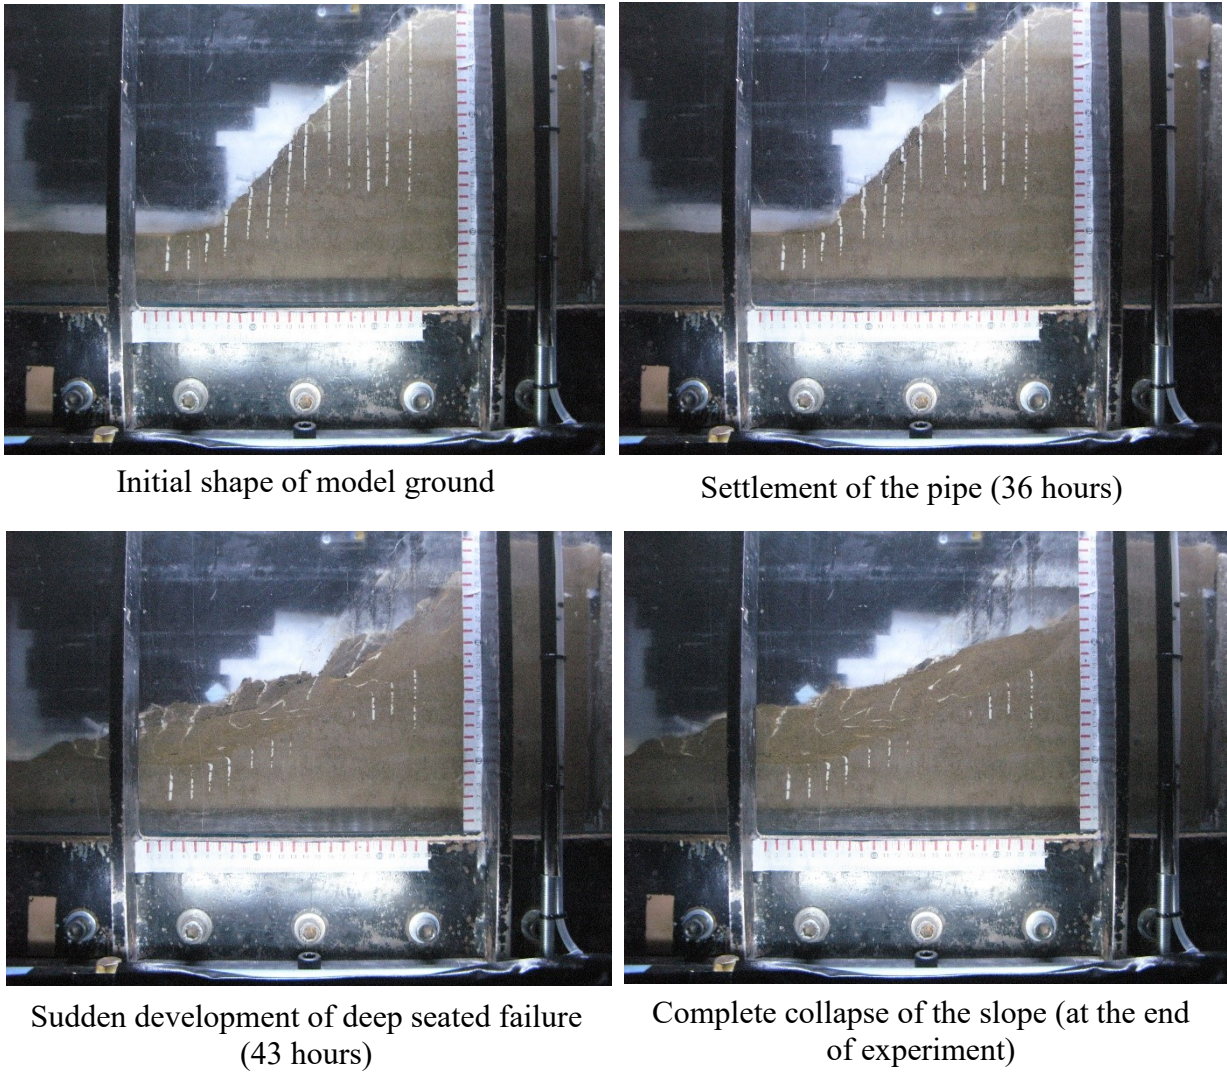 Initial shape of model ground
Settlement of the pipe (36 hours)
Sudden development of deep seated failure
(43 hours)
Complete collapse of the slope (at the end
of experiment)